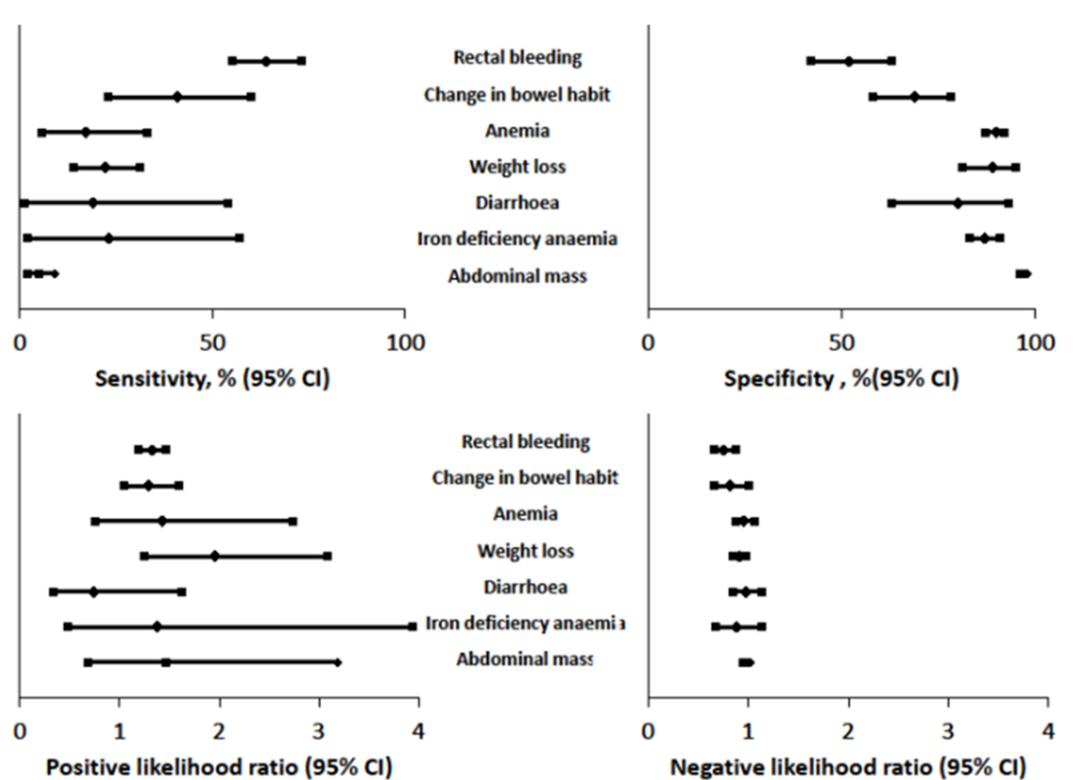 Rectal bleeding
Change in bowel habit
Anemia
Weight loss
Diarrhoea
Iron deficiency anaemia
Abdominal mass
0 50 100
Sensitivity, % (95% CI)
0 50 100
Specificity , %(95% CI)
Rectal bleeding
Change in bowel habit
Anemia
Weight loss
Diarrhoea
Iron deficiency anaemia
Abdominal mass
0 1 2 3 4
Positive likelihood ratio (95% CI)
0 1 2 3 4
Negative likelihood ratio (95% CI)